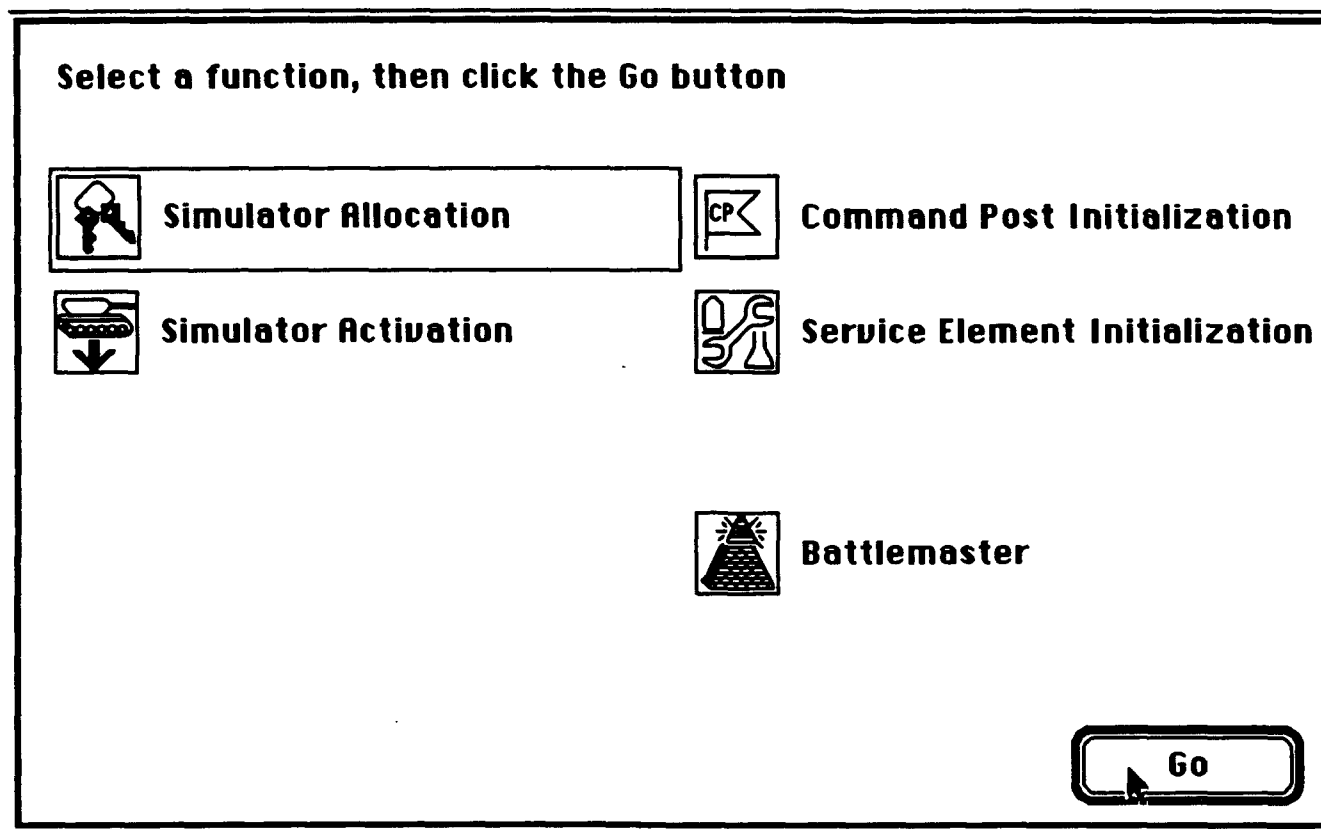 Select a function, then click the Go button
Simulator Allocation
CP
Command Post Initialization
Simulator Activation
Service Element Initialization
Battlemaster
Go